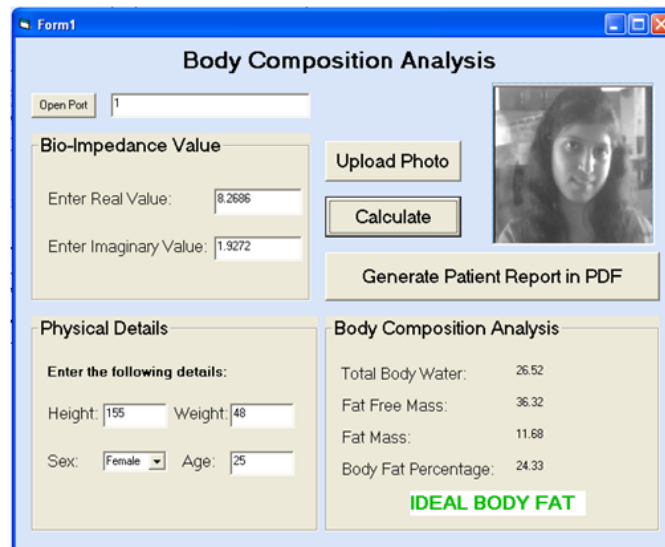 Form1
Body Composition Analysis
Open Port
1
Bio-Impedance Value
Enter Real Value: 8.2686
Enter Imaginary Value: 1.9272
Upload Photo
Calculate
Generate Patient Report in PDF
Physical Details
Enter the following details:
Height: 155 Weight: 48
Sex: Female Age: 25
Body Composition Analysis
Total Body Water: 26.52
Fat Free Mass: 36.32
Fat Mass: 11.68
Body Fat Percentage: 24.33
IDEAL BODY FAT